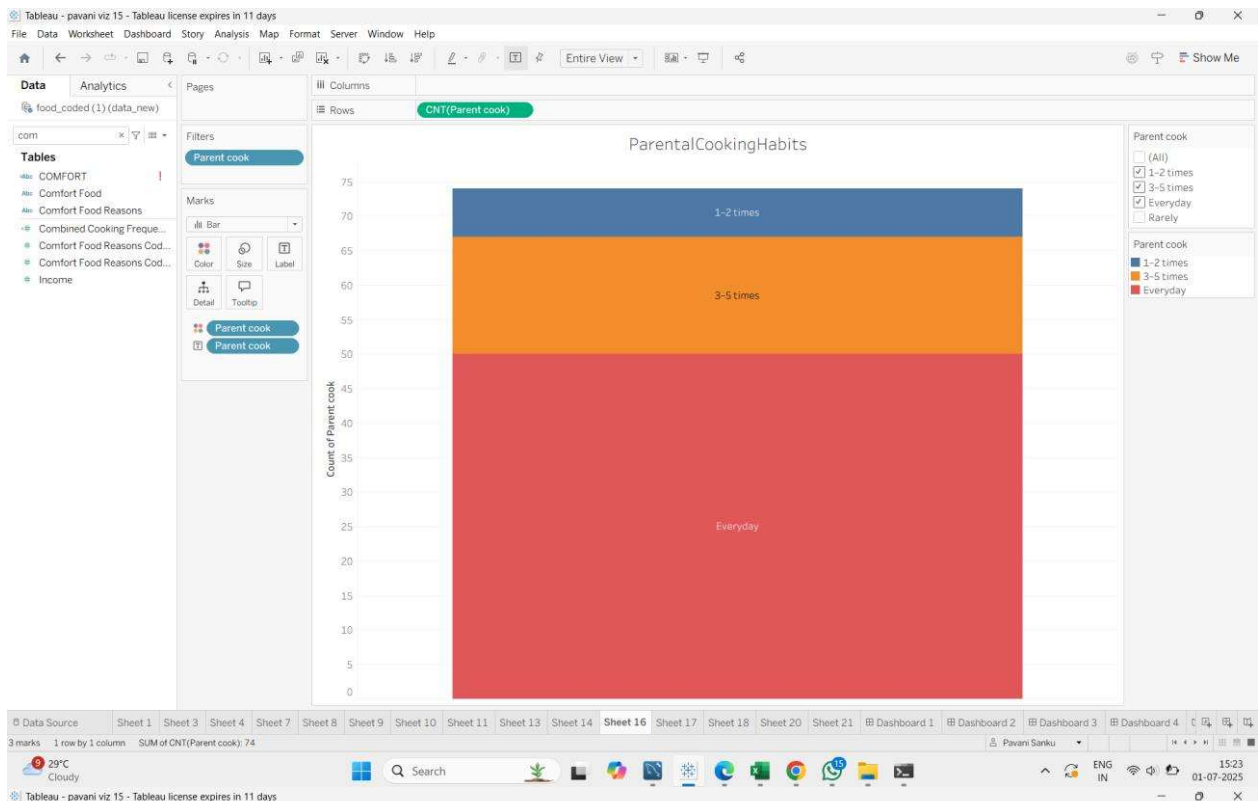 Tableau - pavani viz 15 - Tableau license expires in 11 days
File Data Worksheet Dashboard Story Analysis Map Format Server Window Help
Entire View
Show Me
Data Analytics
food_coded (1) (data_new)
com
Tables
Abc COMFORT !
Abc Comfort Food
Abc Comfort Food Reasons
Combined Cooking Freque...
Comfort Food Reasons Cod...
Comfort Food Reasons Cod...
Income
Pages
Filters
Parent cook
Marks
Bar
Color Size Label
Detail Tooltip
Parent cook
Parent cook
Columns
Rows CNT(Parent cook)
ParentalCookingHabits
Count of Parent cook
75
70
65
60
55
50
45
40
35
30
25
20
15
10
5
0
1-2 times
3-5 times
Everyday
Parent cook
(All)
1-2 times
3-5 times
Everyday
Rarely
Parent cook
1-2 times
3-5 times
Everyday
Data Source Sheet 1 Sheet 3 Sheet 4 Sheet 7 Sheet 8 Sheet 9 Sheet 10 Sheet 11 Sheet 13 Sheet 14 Sheet 16 Sheet 17 Sheet 18 Sheet 20 Sheet 21 Dashboard 1 Dashboard 2 Dashboard 3 Dashboard 4
3 marks 1 row by 1 column SUM of CNT(Parent cook): 74 Pavani Sanku
9 29°C
Cloudy
Search
15
ENG
IN
15:23
01-07-2025
Tableau - pavani viz 15 - Tableau license expires in 11 days